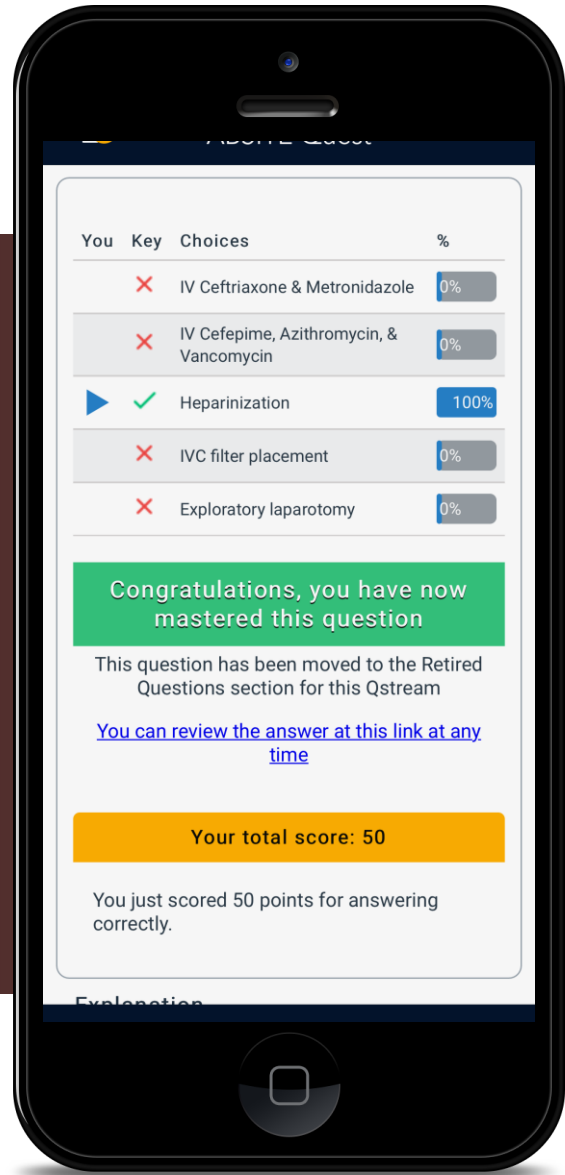 You Key Choices %
IV Ceftriaxone & Metronidazole 0%
IV Cefepime, Azithromycin, &
Vancomycin 0%
Heparinization 100%
IVC filter placement 0%
Exploratory laparotomy 0%
Congratulations, you have now
mastered this question
This question has been moved to the Retired
Questions section for this Qstream
You can review the answer at this link at any
time
Your total score: 50
You just scored 50 points for answering
correctly.
Explanation